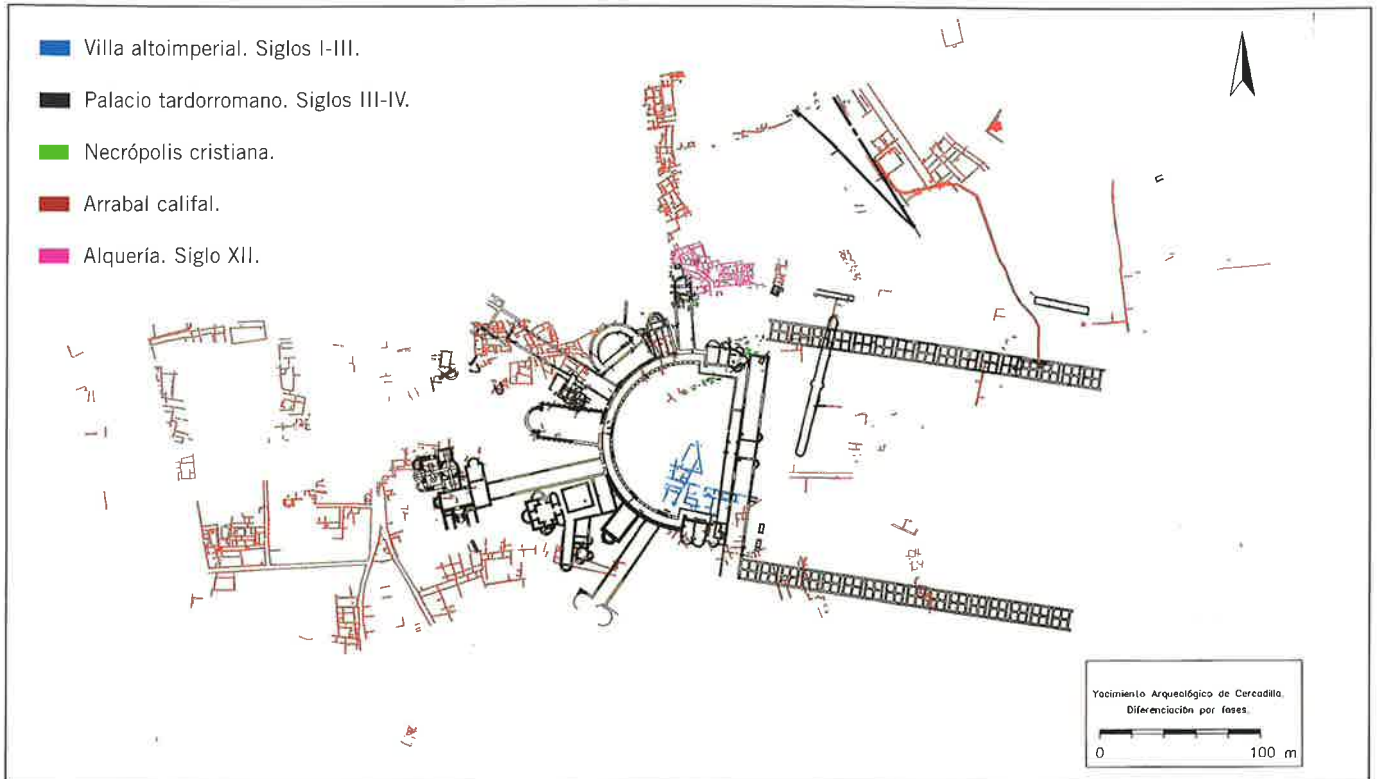 Villa altoimperial. Siglos I-III.
Palacio tardorromano. Siglos III-IV.
Necrópolis cristiana.
Arrabal califal.
Alquería. Siglo XII.
Yacimiento Arqueológico de Cercadilla.
Diferenciación por fases.
0 100 m